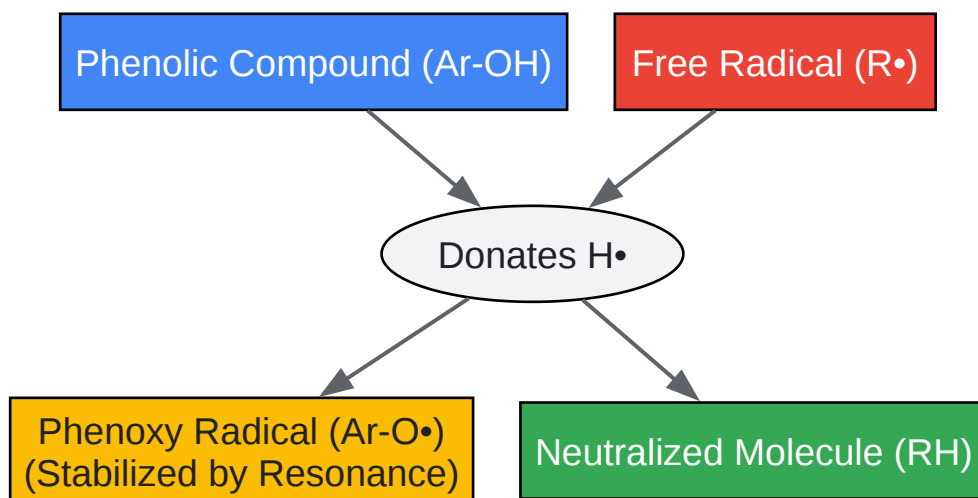 Phenolic Compound (Ar-OH)
Free Radical (R•)
Donates H•
Phenoxy Radical (Ar-O•)
(Stabilized by Resonance)
Neutralized Molecule (RH)